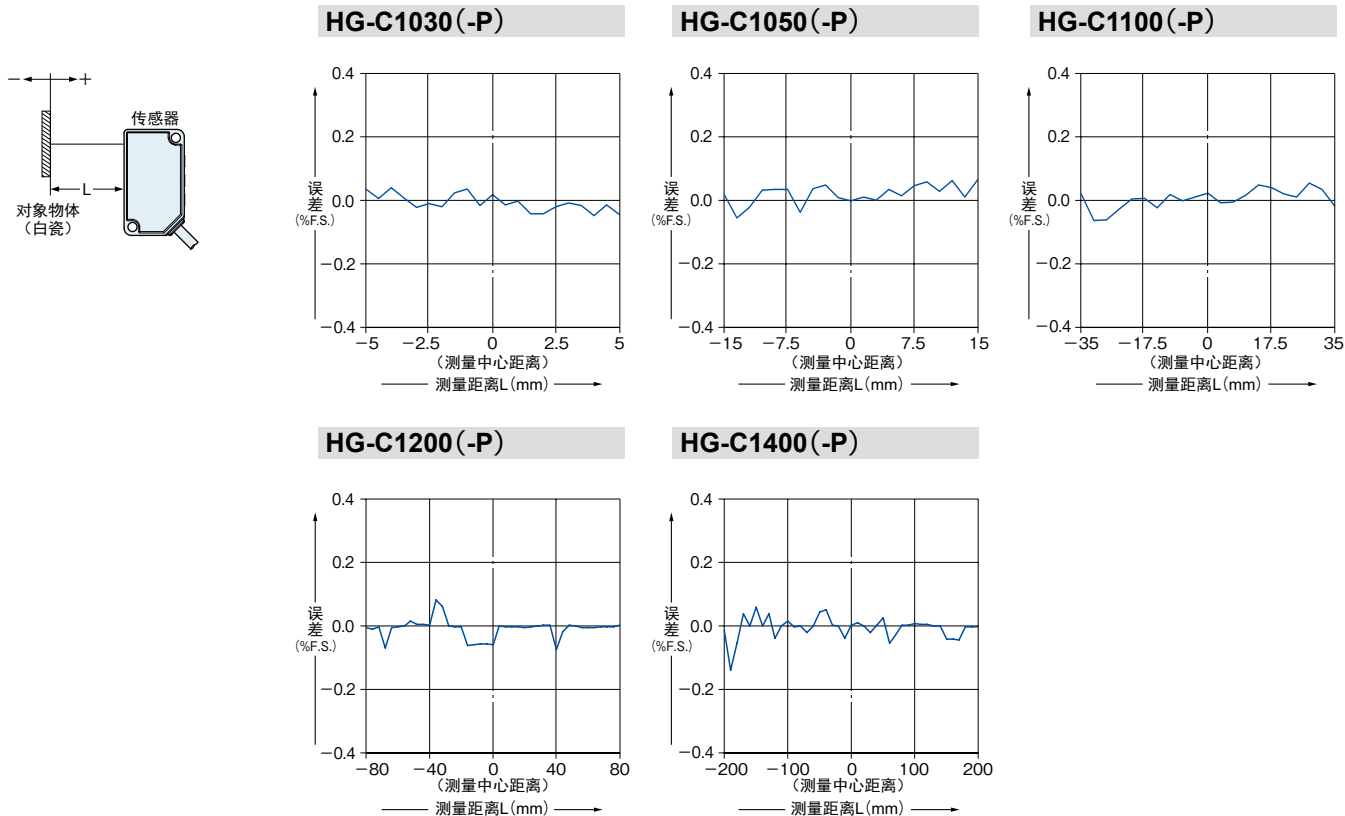 HG-C1030(-P)
HG-C1050(-P)
HG-C1100(-P)
− +
传感器
L
对象物体
(白瓷)
0.4
0.2
0.0
−0.2
−0.4
误差
(%F.S.)
−5 −2.5 0 2.5 5
(测量中心距离)
测量距离L(mm)
0.4
0.2
0.0
−0.2
−0.4
误差
(%F.S.)
−15 −7.5 0 7.5 15
(测量中心距离)
测量距离L(mm)
0.4
0.2
0.0
−0.2
−0.4
误差
(%F.S.)
−35 −17.5 0 17.5 35
(测量中心距离)
测量距离L(mm)
HG-C1200(-P)
HG-C1400(-P)
0.4
0.2
0.0
−0.2
−0.4
误差
(%F.S.)
−80 −40 0 40 80
(测量中心距离)
测量距离L(mm)
0.4
0.2
0.0
−0.2
−0.4
误差
(%F.S.)
−200 −100 0 100 200
(测量中心距离)
测量距离L(mm)